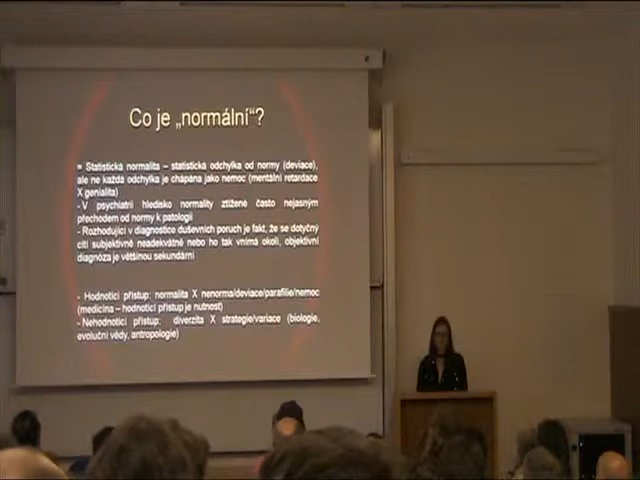 Co je „normální“?
» Statistická normalita – statistická odchylka od normy (deviace),
ale ne každá odchylka je chápána jako nemoc (mentální retardace
X genialita)
- V psychiatrii hledisko normality ztížené často nejasným
přechodem od normy k patologii
- Rozhodující v diagnostice duševních poruch je fakt, že se dotyčný
cítí subjektivně neadekvátně nebo ho tak vnímá okolí, objektivní
diagnóza je většinou sekundární
- Hodnotící přístup: normalita X nenorma/deviace/parafilie/nemoc
(medicína – hodnotící přístup je nutnost)
- Nehodnotící přístup: diverzita X strategie/variace (biologie,
evoluční vědy, antropologie)